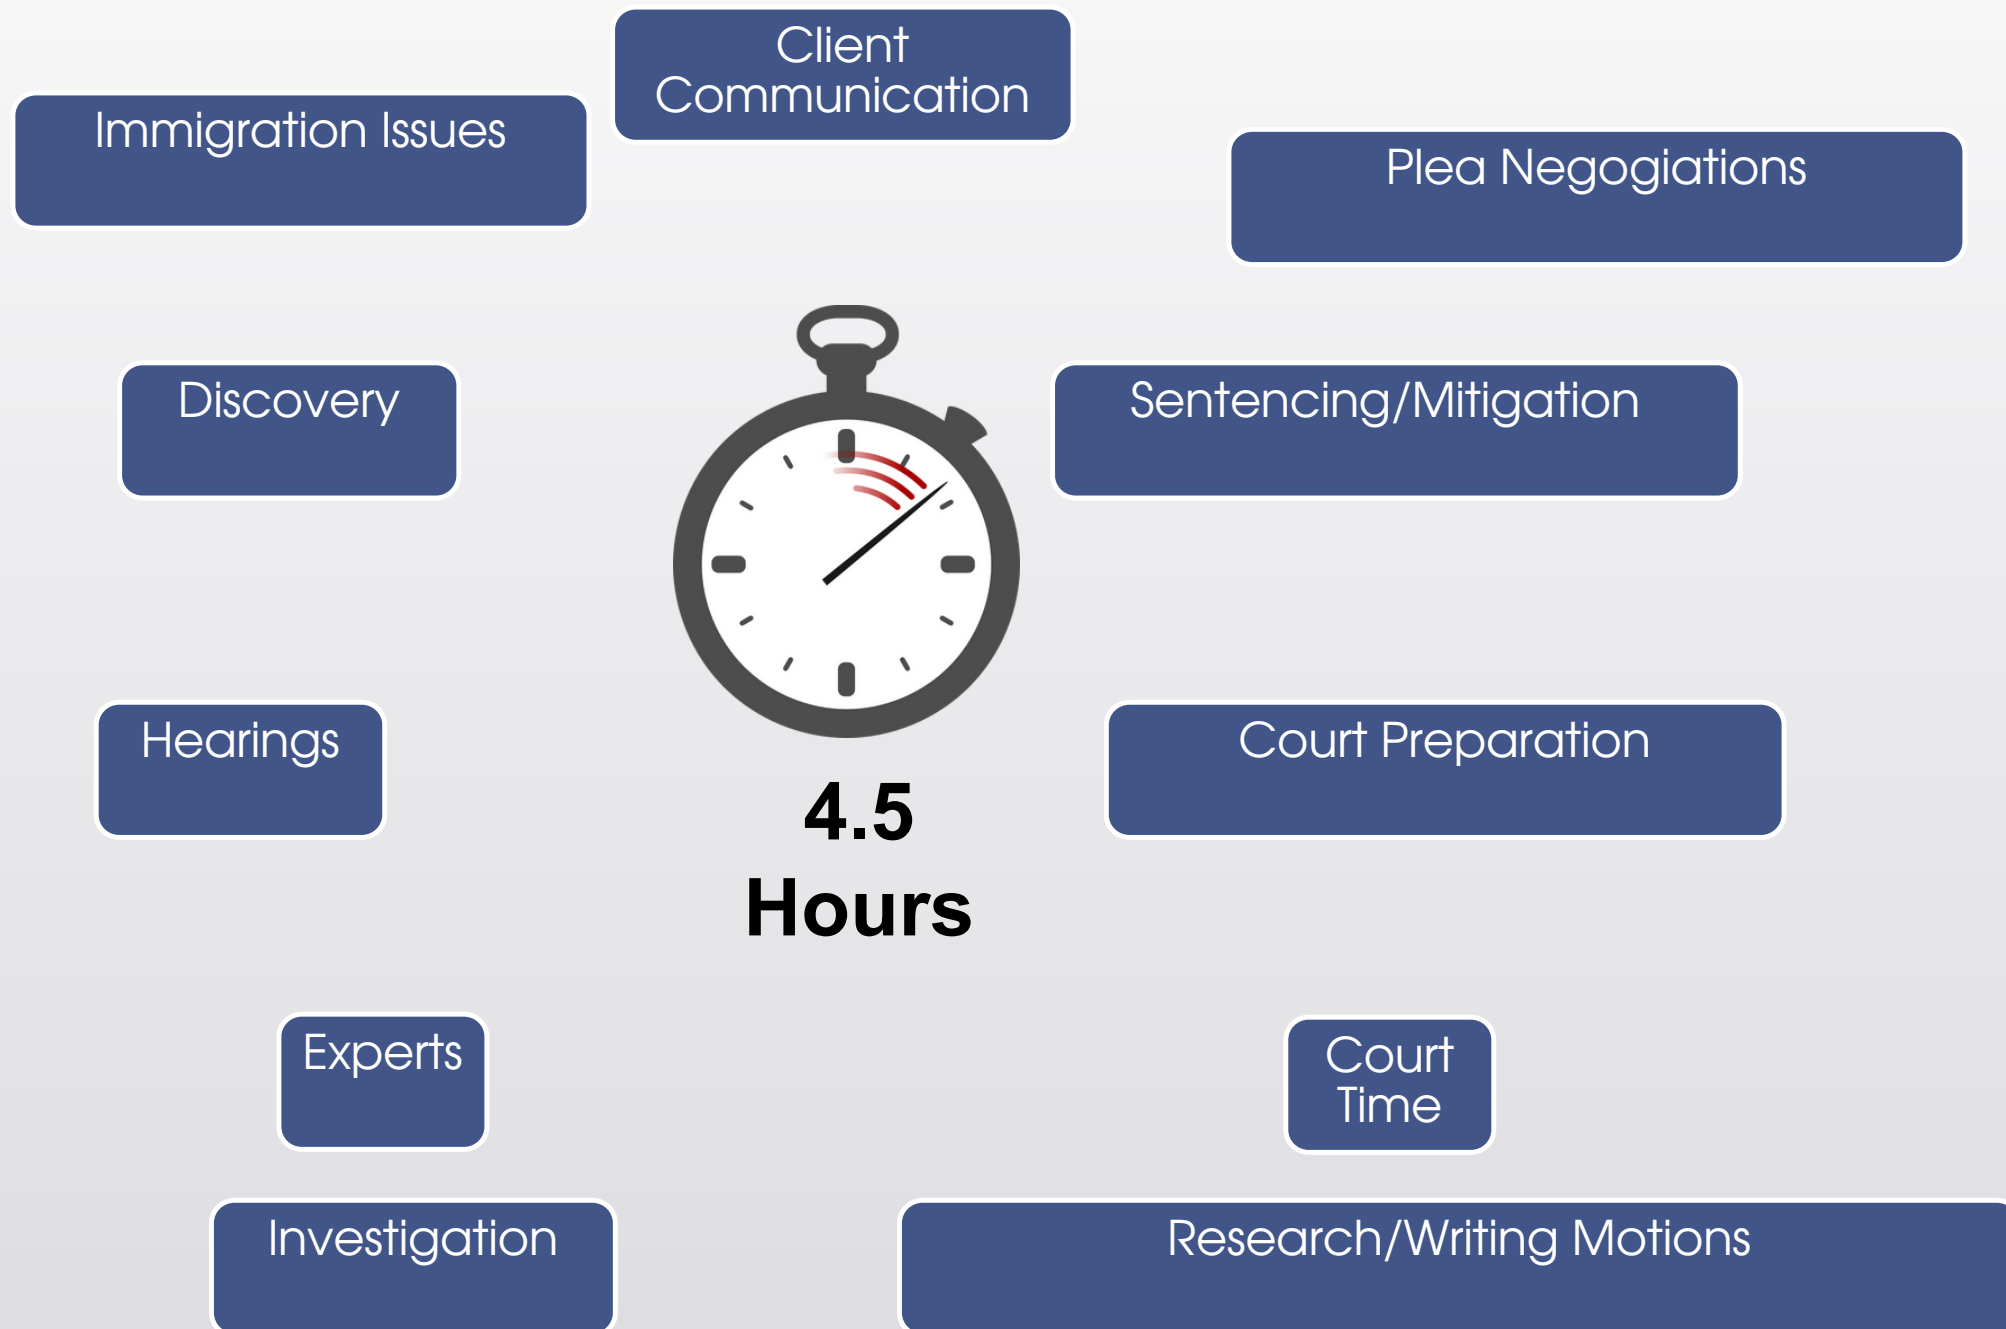 Client
Communication
Immigration Issues
Plea Negogiations
Discovery
Sentencing/Mitigation
Hearings
Court Preparation
4.5
Hours
Experts
Court
Time
Investigation
Research/Writing Motions